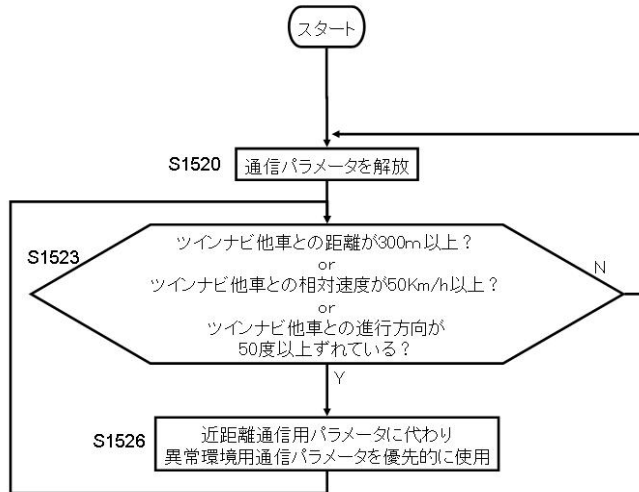 スタート
S1520
通信パラメータを解放
S1523
ツインナビ他車との距離が300m以上？
or
ツインナビ他車との相対速度が50Km/h以上？
or
ツインナビ他車との進行方向が
50度以上ずれている？
N
Y
S1526
近距離通信用パラメータに代わり
異常環境用通信パラメータを優先的に使用